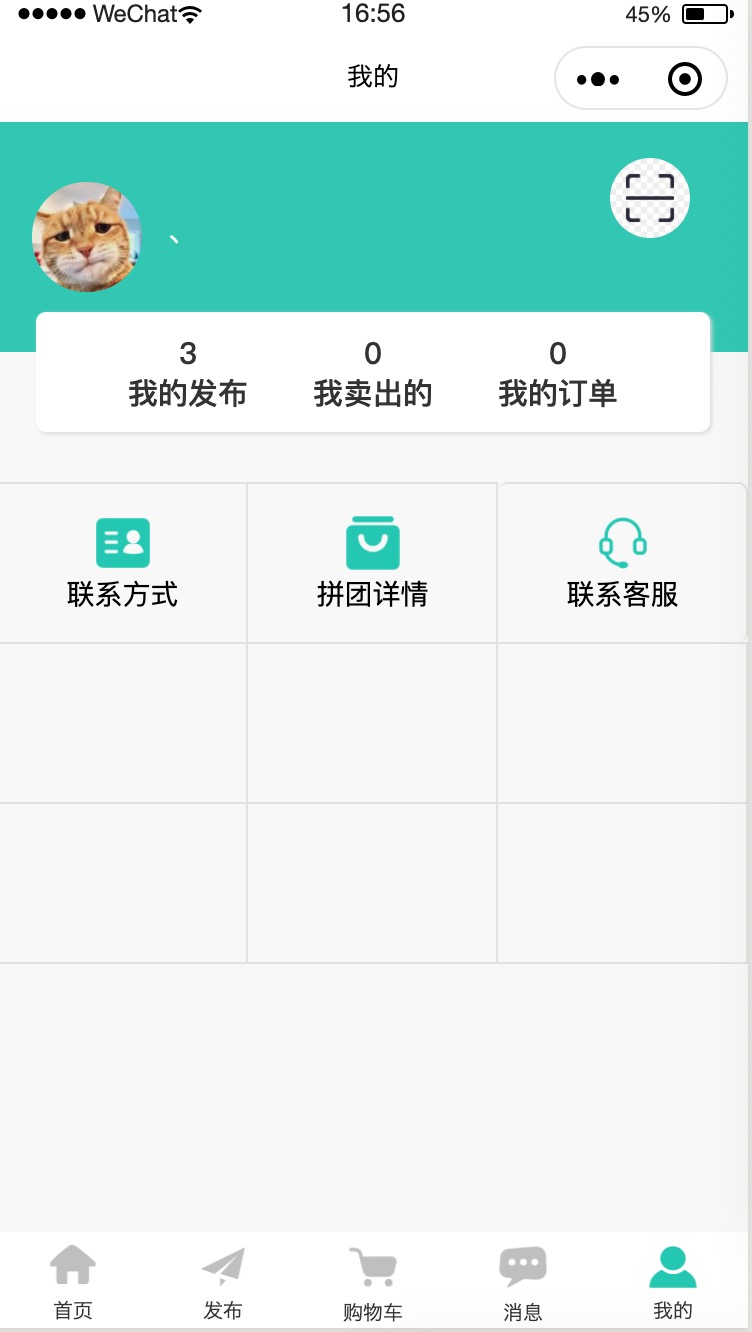 WeChat 16:56 45%
我的
、
3 0 0
我的发布 我卖出的 我的订单
联系方式 拼团详情 联系客服
首页 发布 购物车 消息 我的